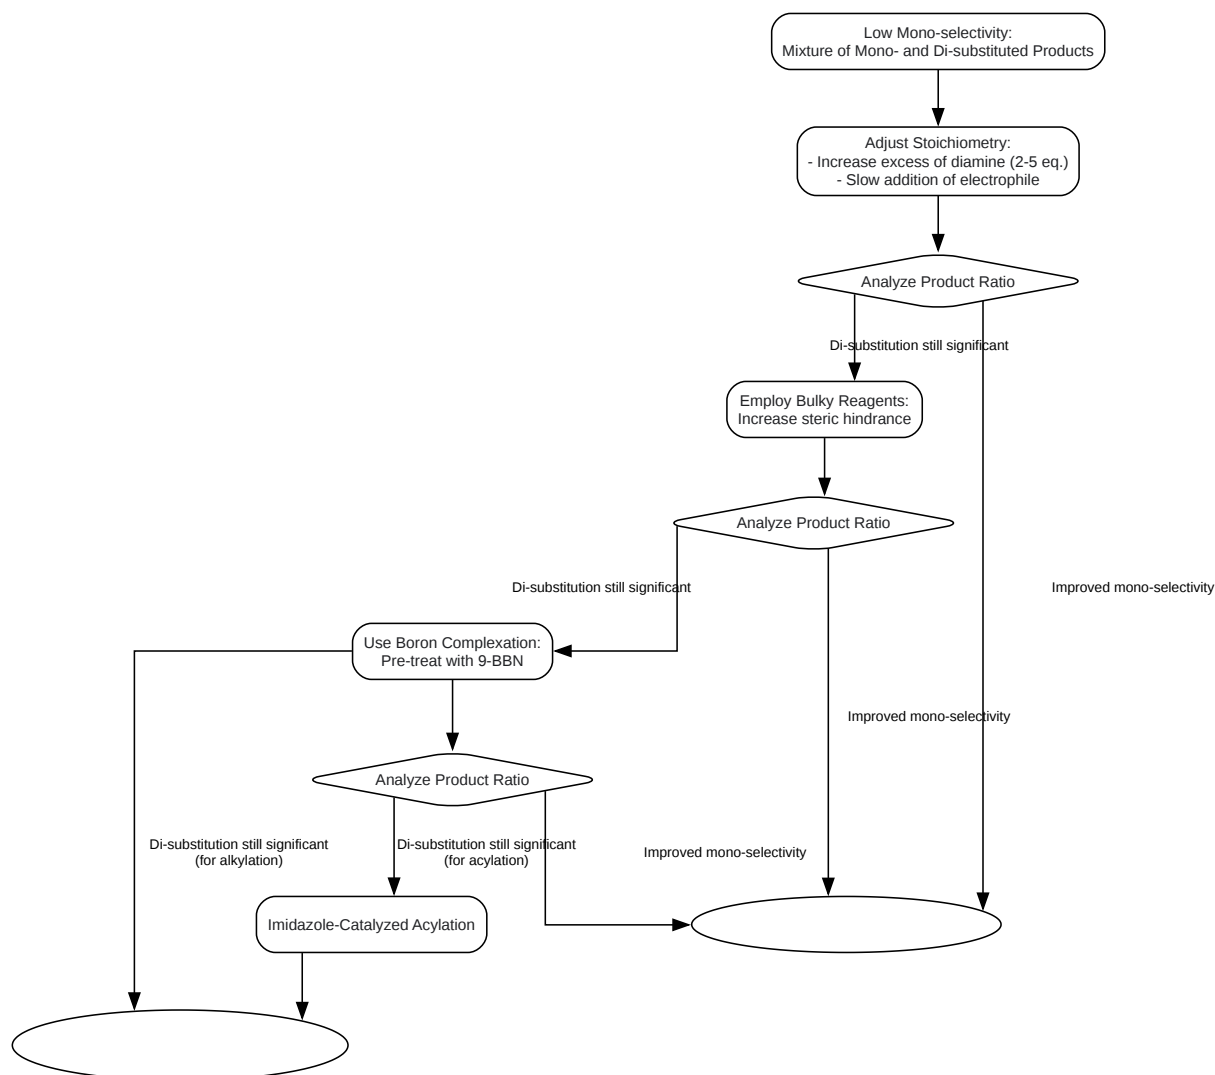 Low Mono-selectivity:
Mixture of Mono- and Di-substituted Products
Adjust Stoichiometry:
- Increase excess of diamine (2-5 eq.)
- Slow addition of electrophile
Analyze Product Ratio
Di-substitution still significant
Employ Bulky Reagents:
Increase steric hindrance
Analyze Product Ratio
Di-substitution still significant
Improved mono-selectivity
Use Boron Complexation:
Pre-treat with 9-BBN
Improved mono-selectivity
Analyze Product Ratio
Di-substitution still significant
(for alkylation)
Di-substitution still significant
(for acylation)
Improved mono-selectivity
Imidazole-Catalyzed Acylation